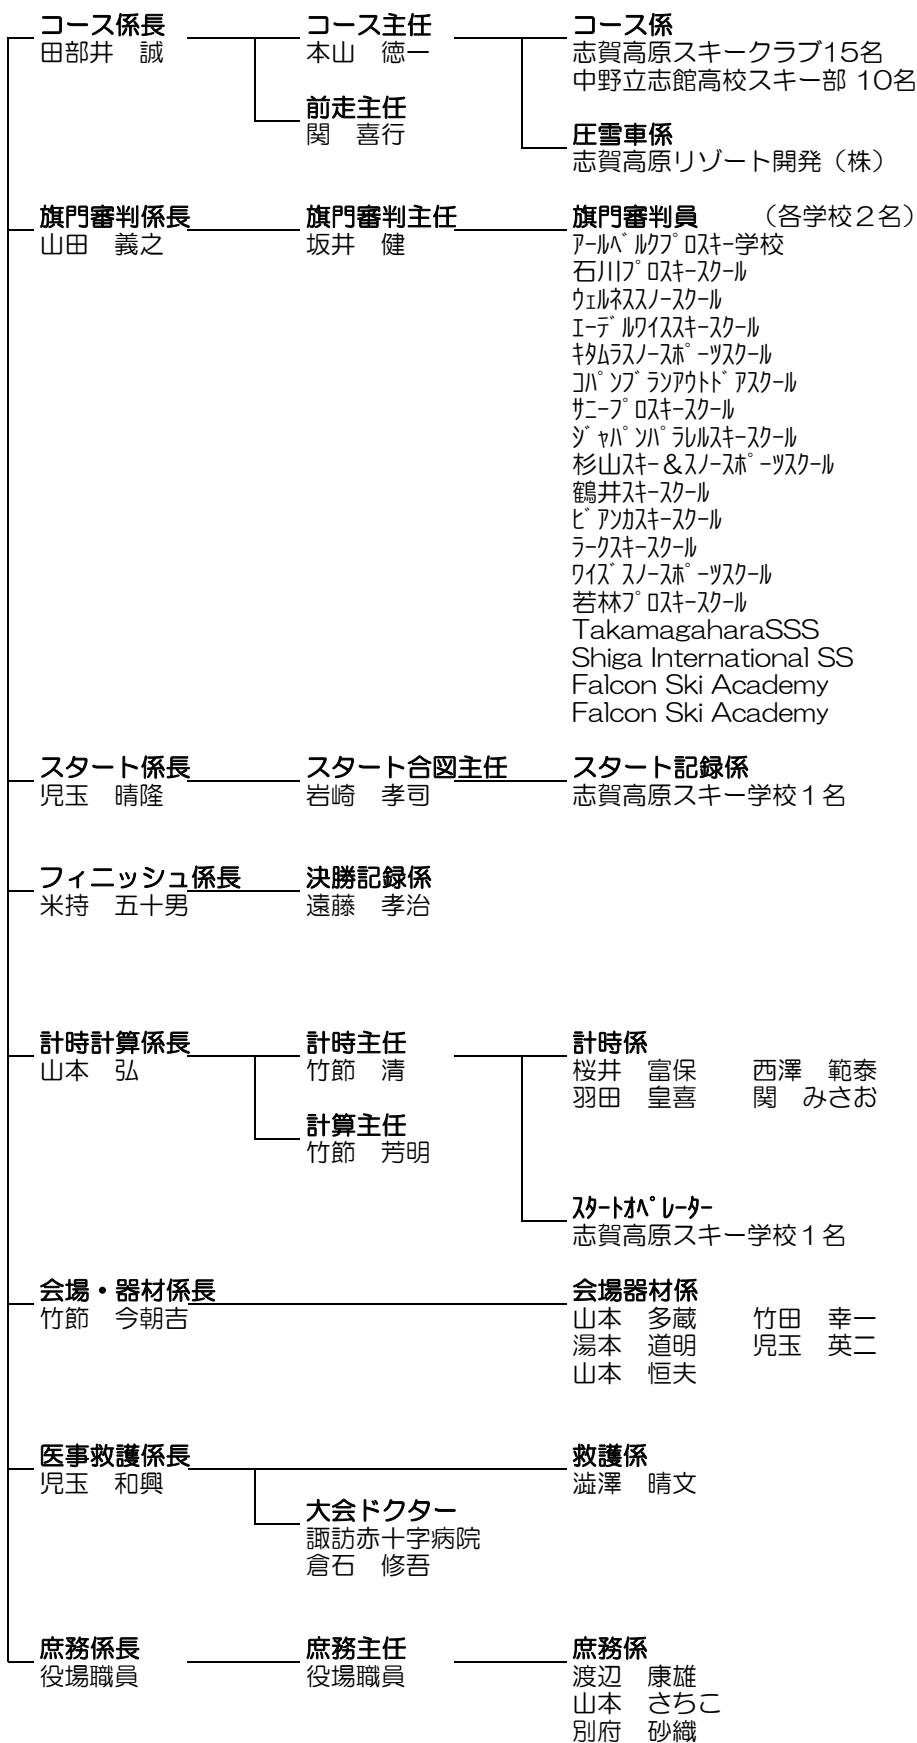 コース係長　コース主任　コース係
田部井　誠　本山　徳一　志賀高原スキークラブ15名
中野立志館高校スキー部 10名
前走主任
関　喜行
圧雪車係
志賀高原リゾート開発（株）
旗門審判係長　旗門審判主任　旗門審判員　（各学校２名）
山田　義之　坂井　健　ｱｰﾙﾍﾞﾙｸﾌﾟﾛｽｷｰ学校
石川ﾌﾟﾛｽｷｰｽｸｰﾙ
ｳｪﾙﾈｽｽﾉｰｽｸｰﾙ
ｴｰﾃﾞﾙﾜｲｽｽｷｰｽｸｰﾙ
ｷﾀﾑﾗｽﾉｰｽﾎﾟｰﾂｽｸｰﾙ
ｺﾊﾟﾝﾌﾞﾗﾝｱｳﾄﾄﾞｱｽｸｰﾙ
ｻﾆｰﾌﾟﾛｽｷｰｽｸｰﾙ
ｼﾞｬﾊﾟﾝﾊﾟﾗﾚﾙｽｷｰｽｸｰﾙ
杉山ｽｷｰ＆ｽﾉｰｽﾎﾟｰﾂｽｸｰﾙ
鶴井ｽｷｰｽｸｰﾙ
ﾋﾞｱﾝｶｽｷｰｽｸｰﾙ
ﾗｰｸｽｷｰｽｸｰﾙ
ﾜｲｽﾞｽﾉｰｽﾎﾟｰﾂｽｸｰﾙ
若林ﾌﾟﾛｽｷｰｽｸｰﾙ
TakamagaharaSSS
Shiga International SS
Falcon Ski Academy
Falcon Ski Academy
スタート係長　スタート合図主任　スタート記録係
児玉　晴隆　岩崎　孝司　志賀高原スキー学校１名
フィニッシュ係長　決勝記録係
米持　五十男　遠藤　孝治
計時計算係長　計時主任　計時係
山本　弘　竹節　清　桜井　富保　西澤　範泰
羽田　皇喜　関　みさお
計算主任
竹節　芳明
ｽﾀｰﾄｵﾍﾟﾚｰﾀｰ
志賀高原スキー学校１名
会場・器材係長　会場器材係
竹節　今朝吉　山本　多蔵　竹田　幸一
湯本　道明　児玉　英二
山本　恒夫
医事救護係長　救護係
児玉　和興　澁澤　晴文
大会ドクター
諏訪赤十字病院
倉石　修吾
庶務係長　庶務主任　庶務係
役場職員　役場職員　渡辺　康雄
山本　さちこ
別府　砂織